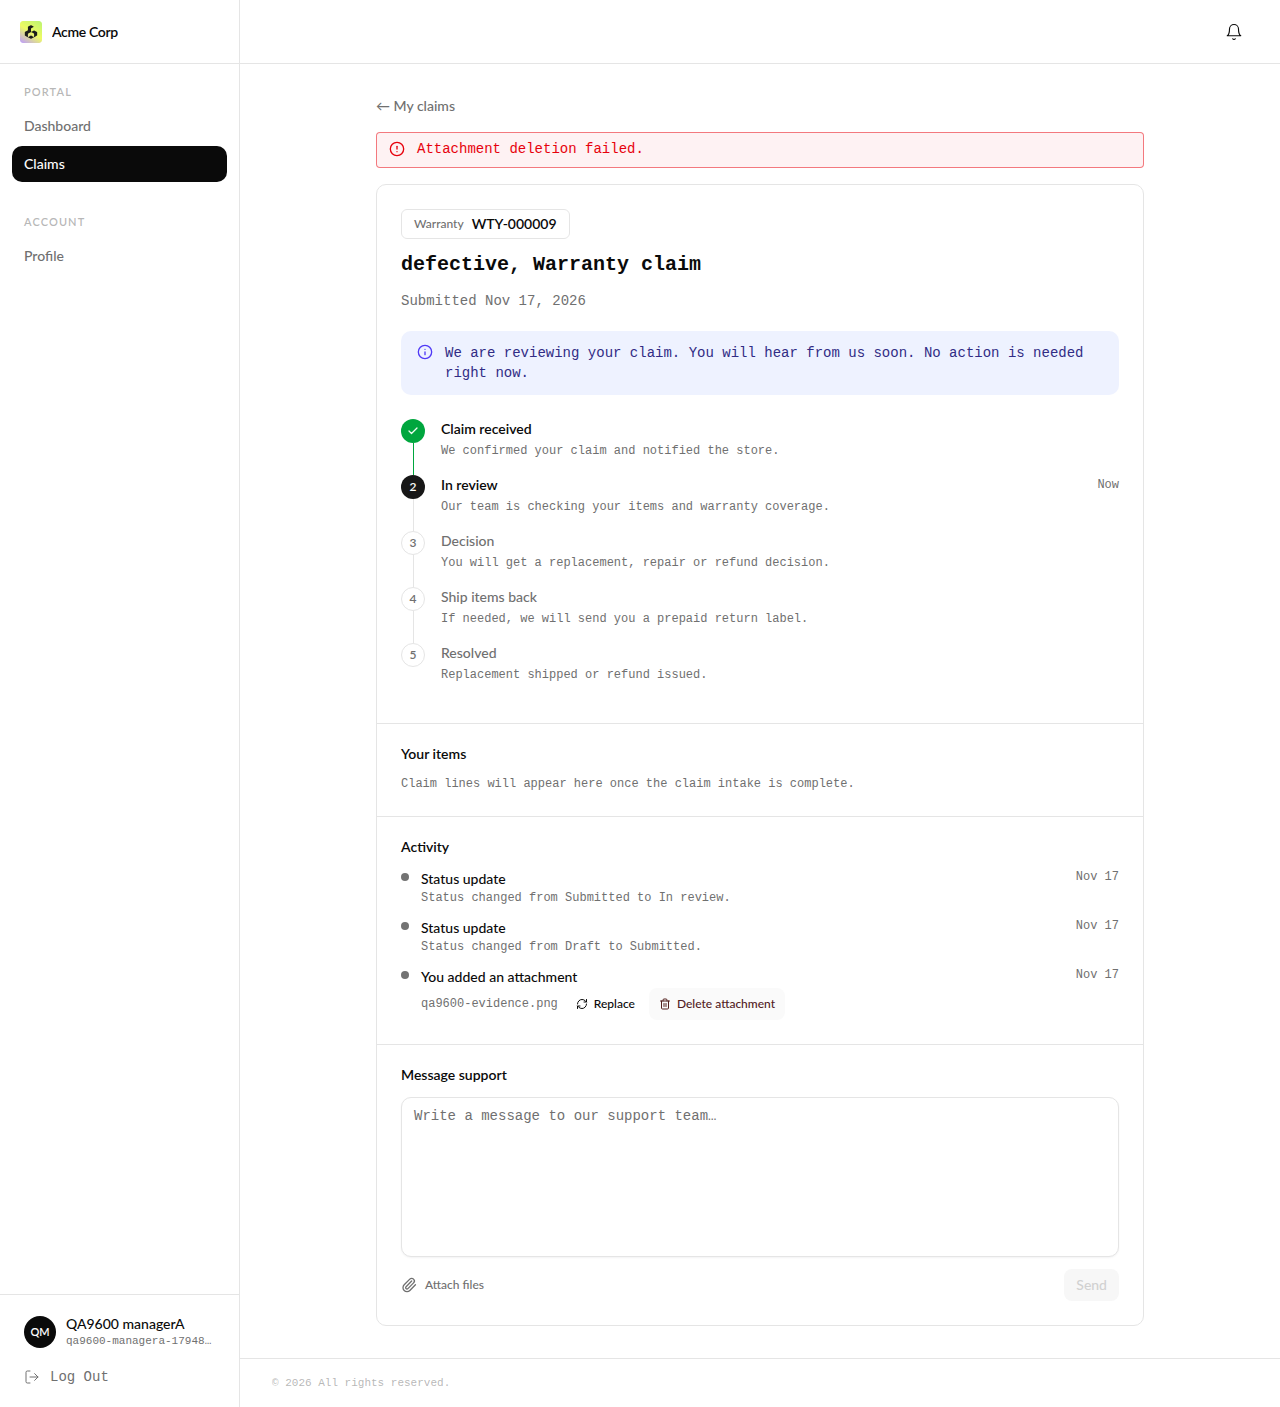 Acme Corp
PORTAL
Dashboard
Claims
ACCOUNT
Profile
← My claims
Attachment deletion failed.
Warranty WTY-000009
defective, Warranty claim
Submitted Nov 17, 2026
We are reviewing your claim. You will hear from us soon. No action is needed
right now.
Claim received
We confirmed your claim and notified the store.
2 In review Now
Our team is checking your items and warranty coverage.
3 Decision
You will get a replacement, repair or refund decision.
4 Ship items back
If needed, we will send you a prepaid return label.
5 Resolved
Replacement shipped or refund issued.
Your items
Claim lines will appear here once the claim intake is complete.
Activity
Status update Nov 17
Status changed from Submitted to In review.
Status update Nov 17
Status changed from Draft to Submitted.
You added an attachment Nov 17
qa9600-evidence.png Replace Delete attachment
Message support
Write a message to our support team…
Attach files Send
QM QA9600 managerA
qa9600-managera-17948…
Log Out
© 2026 All rights reserved.